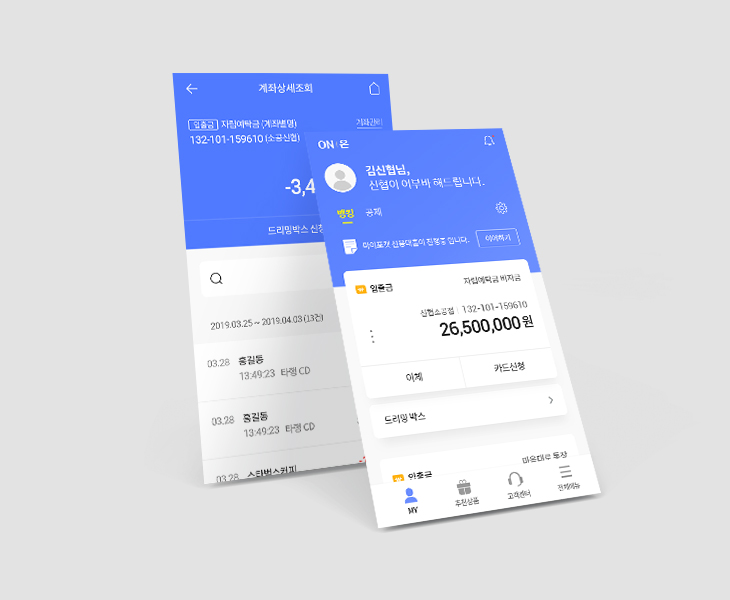 계좌상세조회
입출금 자립예탁금 (계좌별명)
계좌관리
132-101-159610 (소공신협)
-3,4
드리밍박스 신청
2019.03.25 ~ 2019.04.03 (13건)
03.28 홍길동
13:49:23 타행 CD
03.28 홍길동
13:49:23 타행 CD
03.28 스타벅스커피
ON 온
김신협님,
신협이 어부바 해드립니다.
뱅킹 공제
마이포켓 신용대출이 진행중 입니다.
이어하기
입출금 자립예탁금 비자금
신협소공점 132-101-159610
26,500,000 원
이체 카드신청
드리밍 박스
입출금 마음대로 통장
MY 추천상품 고객센터 전체메뉴